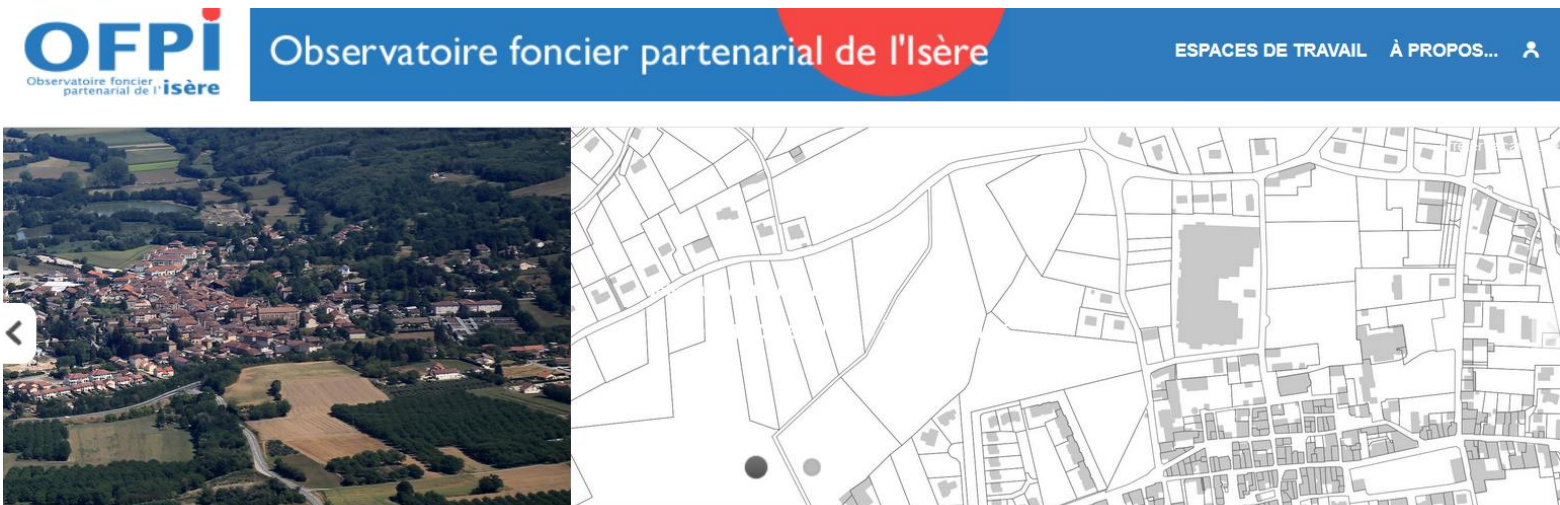 OFPI
Observatoire foncier
partenarial de l'isère
Observatoire foncier partenarial de l'Isère
ESPACES DE TRAVAIL À PROPOS...